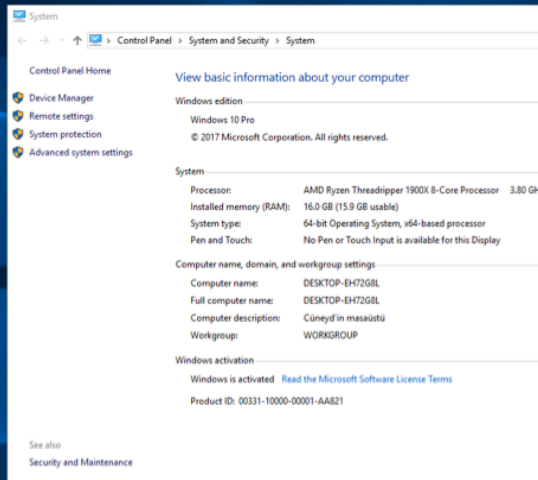 System
Control Panel > System and Security > System
Control Panel Home
Device Manager
Remote settings
System protection
Advanced system settings
View basic information about your computer
Windows edition
Windows 10 Pro
© 2017 Microsoft Corporation. All rights reserved.
System
Processor: AMD Ryzen Threadripper 1900X 8-Core Processor 3.80 GH
Installed memory (RAM): 16.0 GB (15.9 GB usable)
System type: 64-bit Operating System, x64-based processor
Pen and Touch: No Pen or Touch Input is available for this Display
Computer name, domain, and workgroup settings
Computer name: DESKTOP-EH72G8L
Full computer name: DESKTOP-EH72G8L
Computer description: Cüneyd'in masaüstü
Workgroup: WORKGROUP
Windows activation
Windows is activated Read the Microsoft Software License Terms
Product ID: 00331-10000-00001-AA821
See also
Security and Maintenance